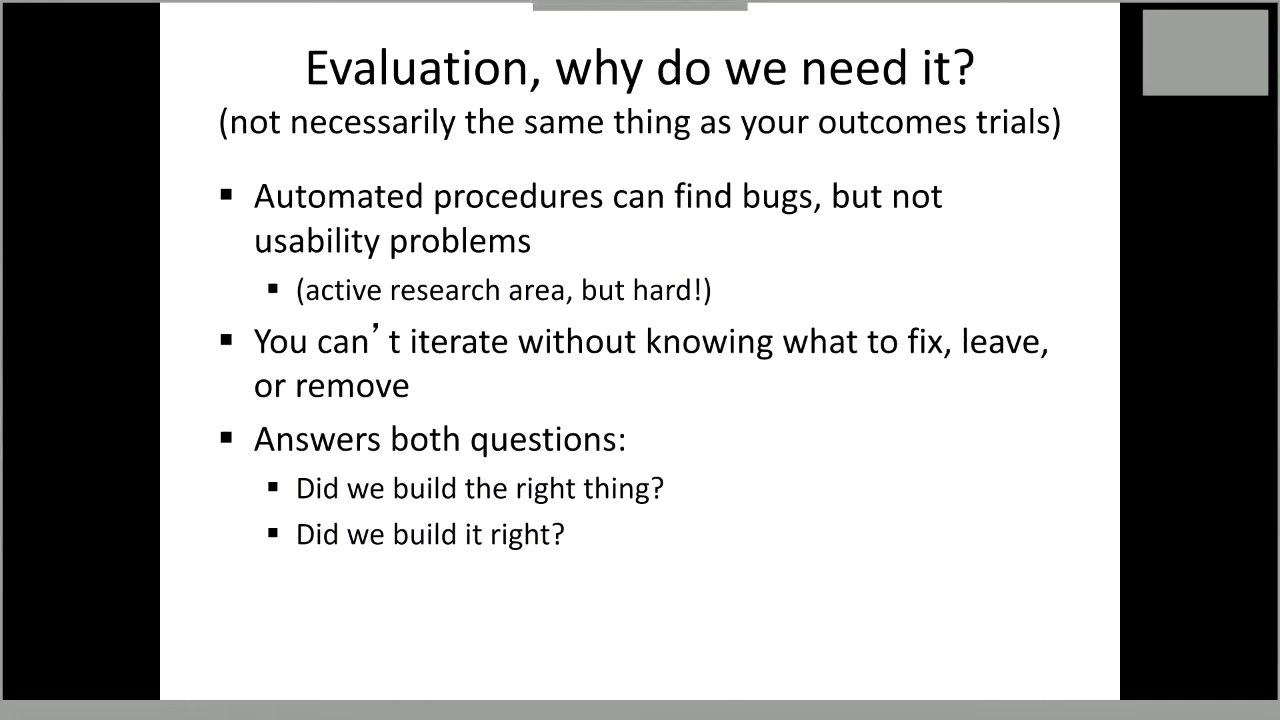 Evaluation, why do we need it?
(not necessarily the same thing as your outcomes trials)
▪ Automated procedures can find bugs, but not
usability problems
▪ (active research area, but hard!)
▪ You can’t iterate without knowing what to fix, leave,
or remove
▪ Answers both questions:
▪ Did we build the right thing?
▪ Did we build it right?